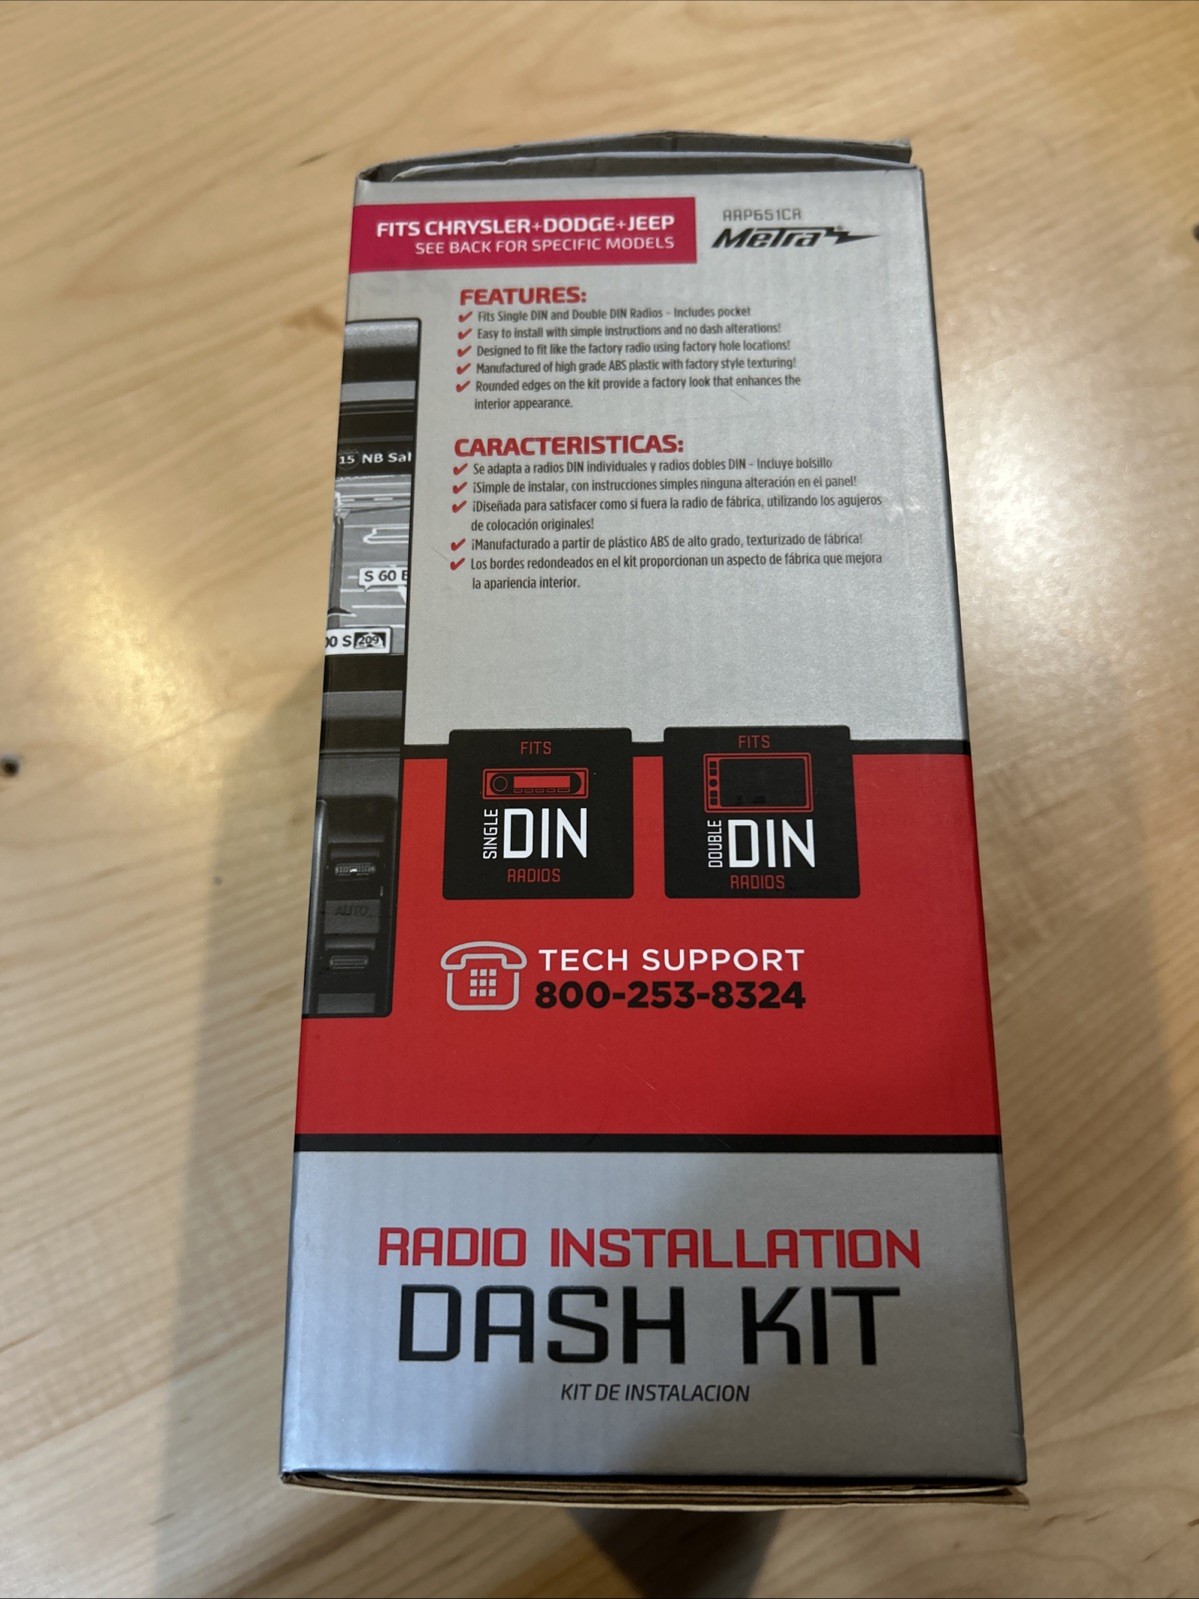 FITS CHRYSLER+DODGE+JEEP
SEE BACK FOR SPECIFIC MODELS
AAP651CR
Metra
FEATURES:
✔ Fits Single DIN and Double DIN Radios - Includes pocket
✔ Easy to install with simple instructions and no dash alterations!
✔ Designed to fit like the factory radio using factory hole locations!
✔ Manufactured of high grade ABS plastic with factory style texturing!
✔ Rounded edges on the kit provide a factory look that enhances the
interior appearance.
CARACTERISTICAS:
✔ Se adapta a radios DIN individuales y radios dobles DIN - Incluye bolsillo
✔ ¡Simple de instalar, con instrucciones simples ninguna alteración en el panel!
✔ ¡Diseñada para satisfacer como si fuera la radio de fábrica, utilizando los agujeros
de colocación originales!
✔ ¡Manufacturado a partir de plástico ABS de alto grado, texturizado de fábrica!
✔ Los bordes redondeados en el kit proporcionan un aspecto de fábrica que mejora
la apariencia interior.
15 NB Sal
S 60 E
00 S 209
AUTO
FITS
SINGLE DIN
RADIOS
FITS
DOUBLE DIN
RADIOS
TECH SUPPORT
800-253-8324
RADIO INSTALLATION
DASH KIT
KIT DE INSTALACION